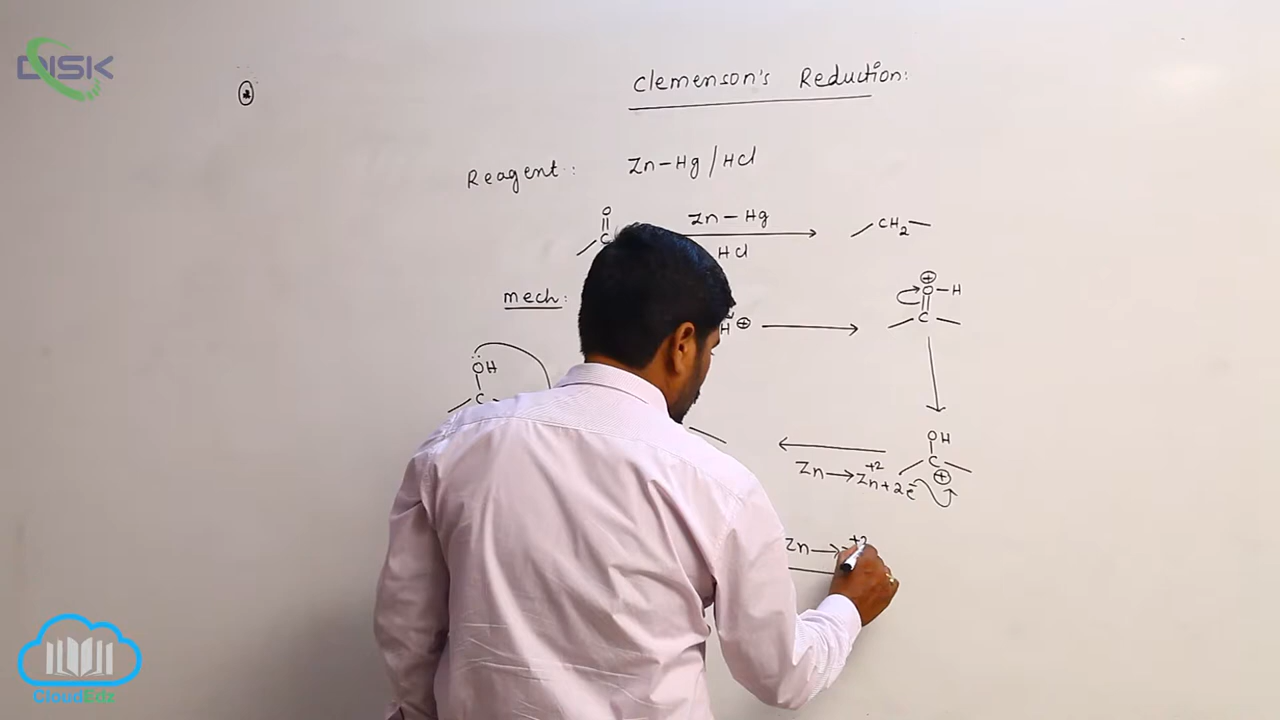 DISK
Clemenson's Reduction:
Reagent: Zn-Hg/HCl
O
||
C
Zn-Hg
HCl
CH2
mech:
H⊕
⊕
O-H
||
C
OH
C
OH
C
⊕
Zn→Zn+2+2e-
Zn→
+2
CloudEdz